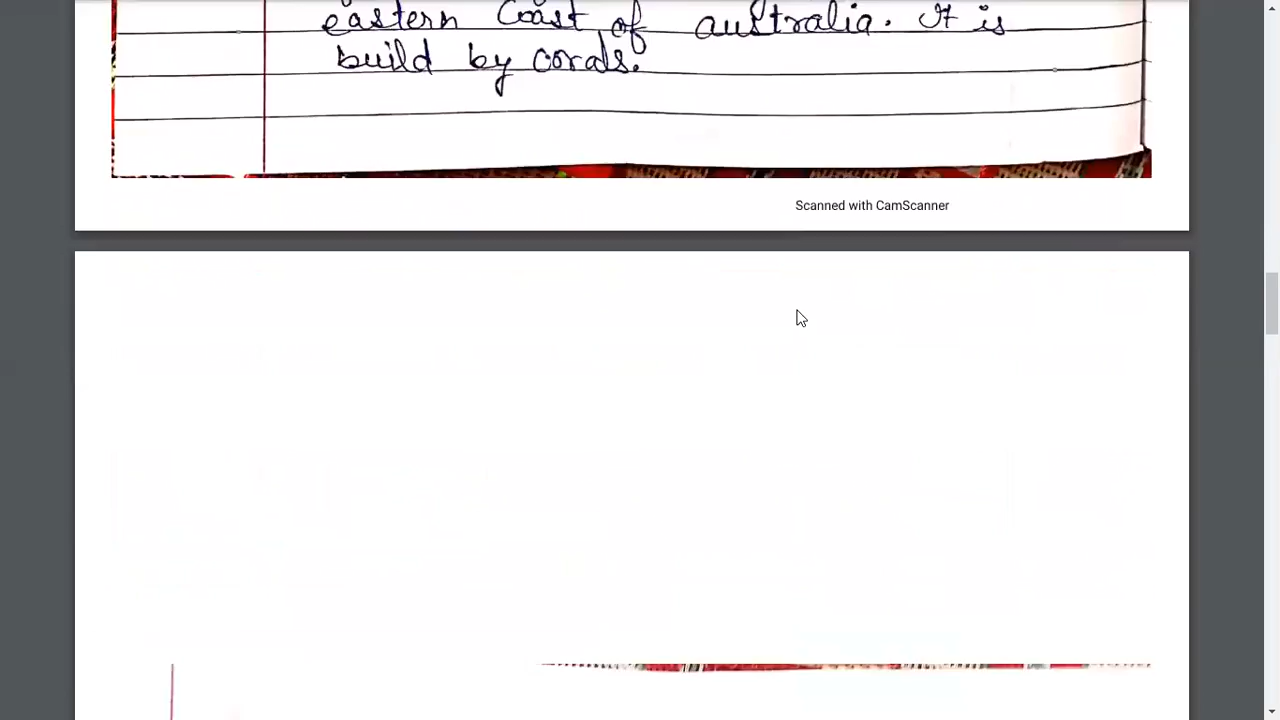 eastern Coast of australia. It is
build by corals.
Scanned with CamScanner